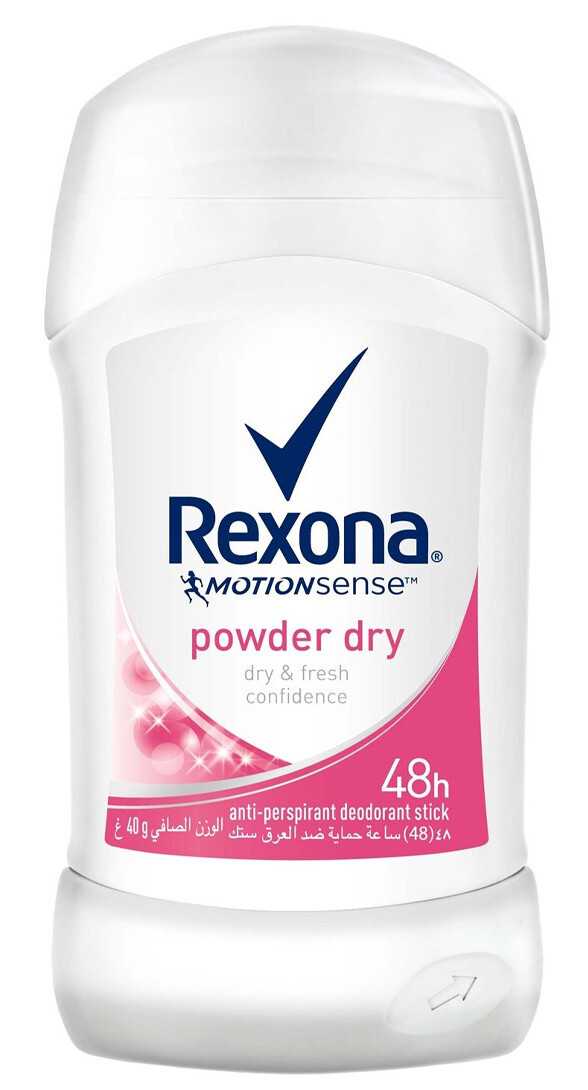 Rexona®
MOTIONsense™
powder dry
dry & fresh
confidence
48h
anti-perspirant deodorant stick
٤٨ (48) ساعة حماية ضد العرق ستك
الوزن الصافي 40 g غ